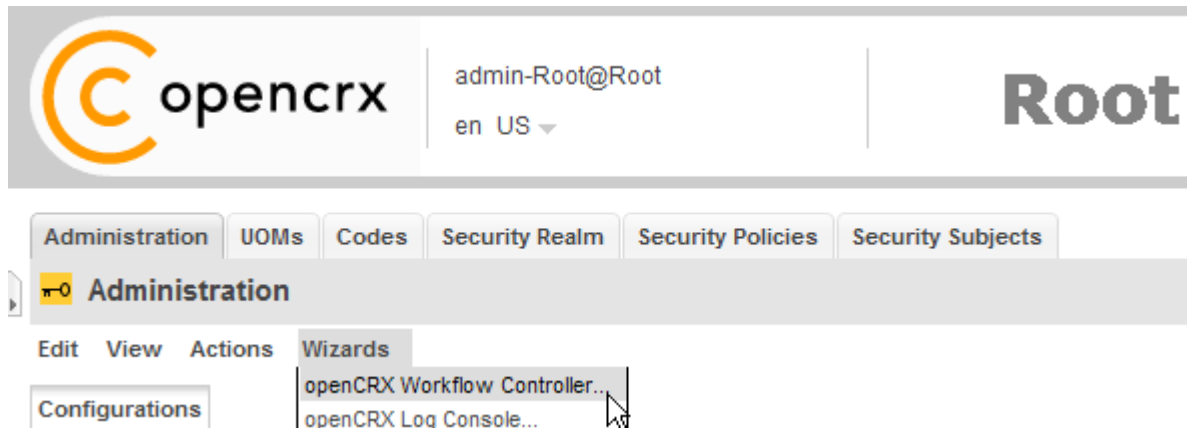 opencrx
admin-Root@Root
en US
Root
Administration UOMs Codes Security Realm Security Policies Security Subjects
Administration
Edit View Actions Wizards
openCRX Workflow Controller...
Configurations
openCRX Log Console...